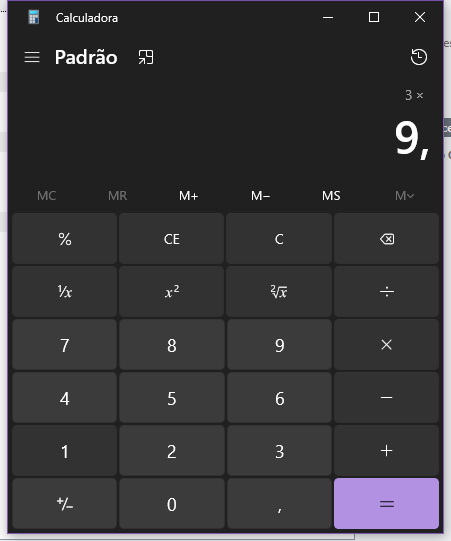 Calculadora
Padrão
3 ×
9,
MC MR M+ M− MS M
% CE C
¹/x x² ²√x ÷
7 8 9 ×
4 5 6 −
1 2 3 +
+/− 0 , =